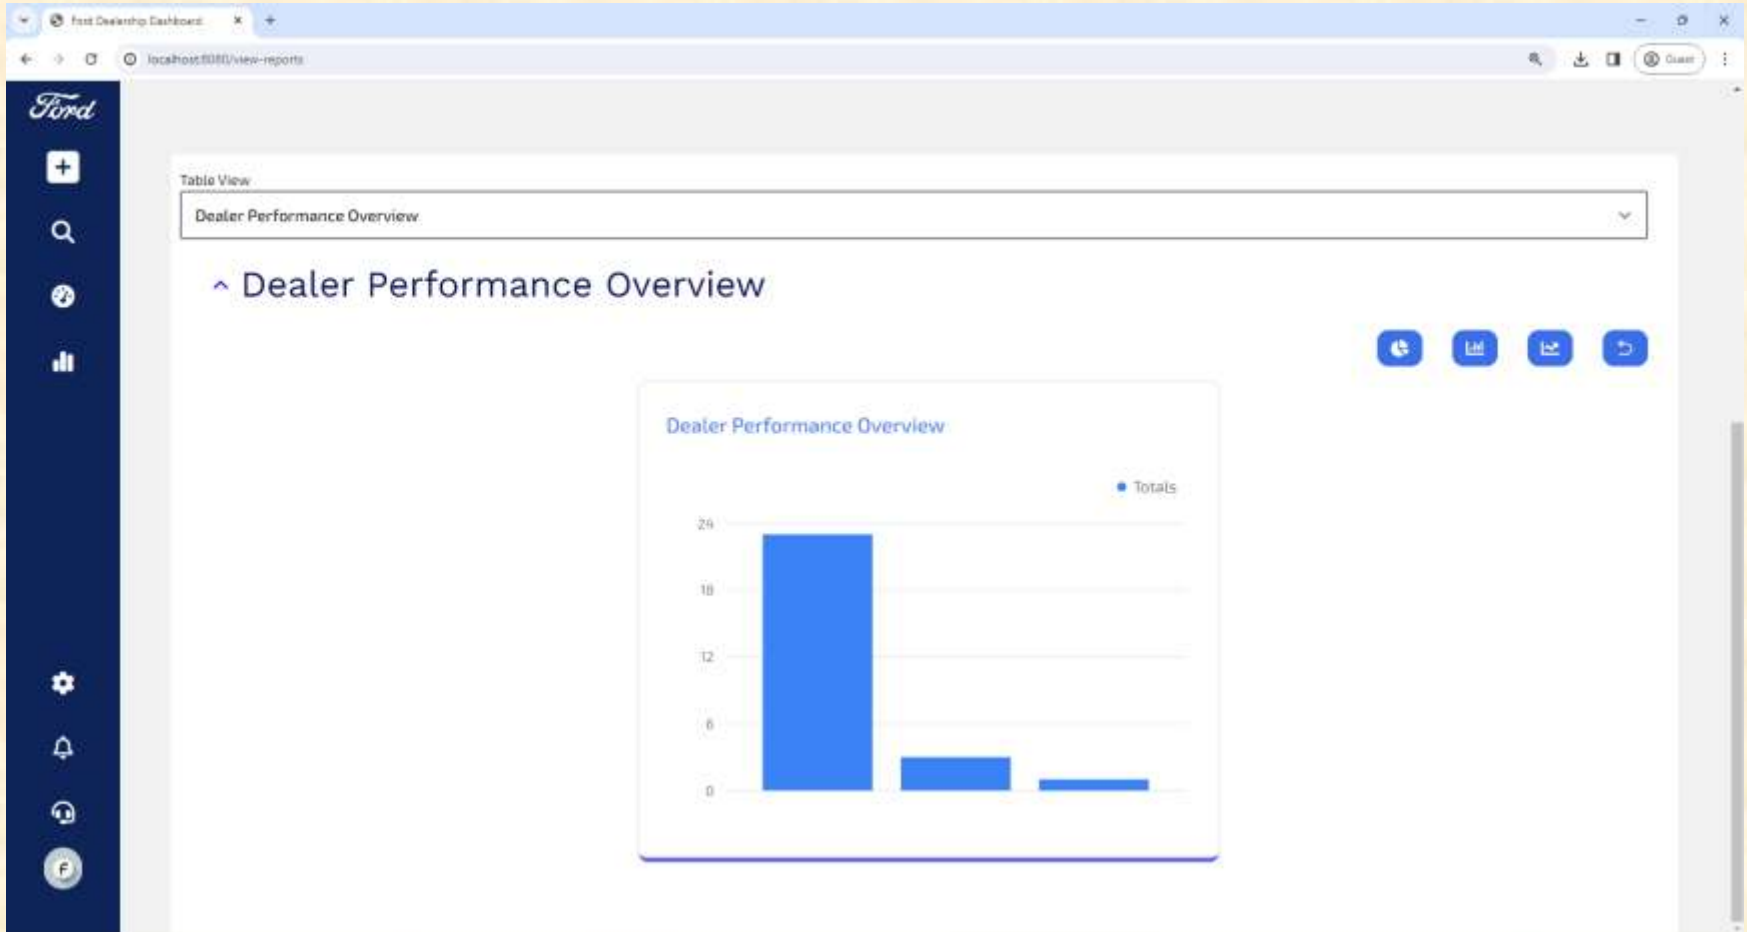 Ford Dealership Dashboard
localhost:8080/view-reports
Guest
Ford
Table View
Dealer Performance Overview
Dealer Performance Overview
Dealer Performance Overview
Totals
24
18
12
6
0
F